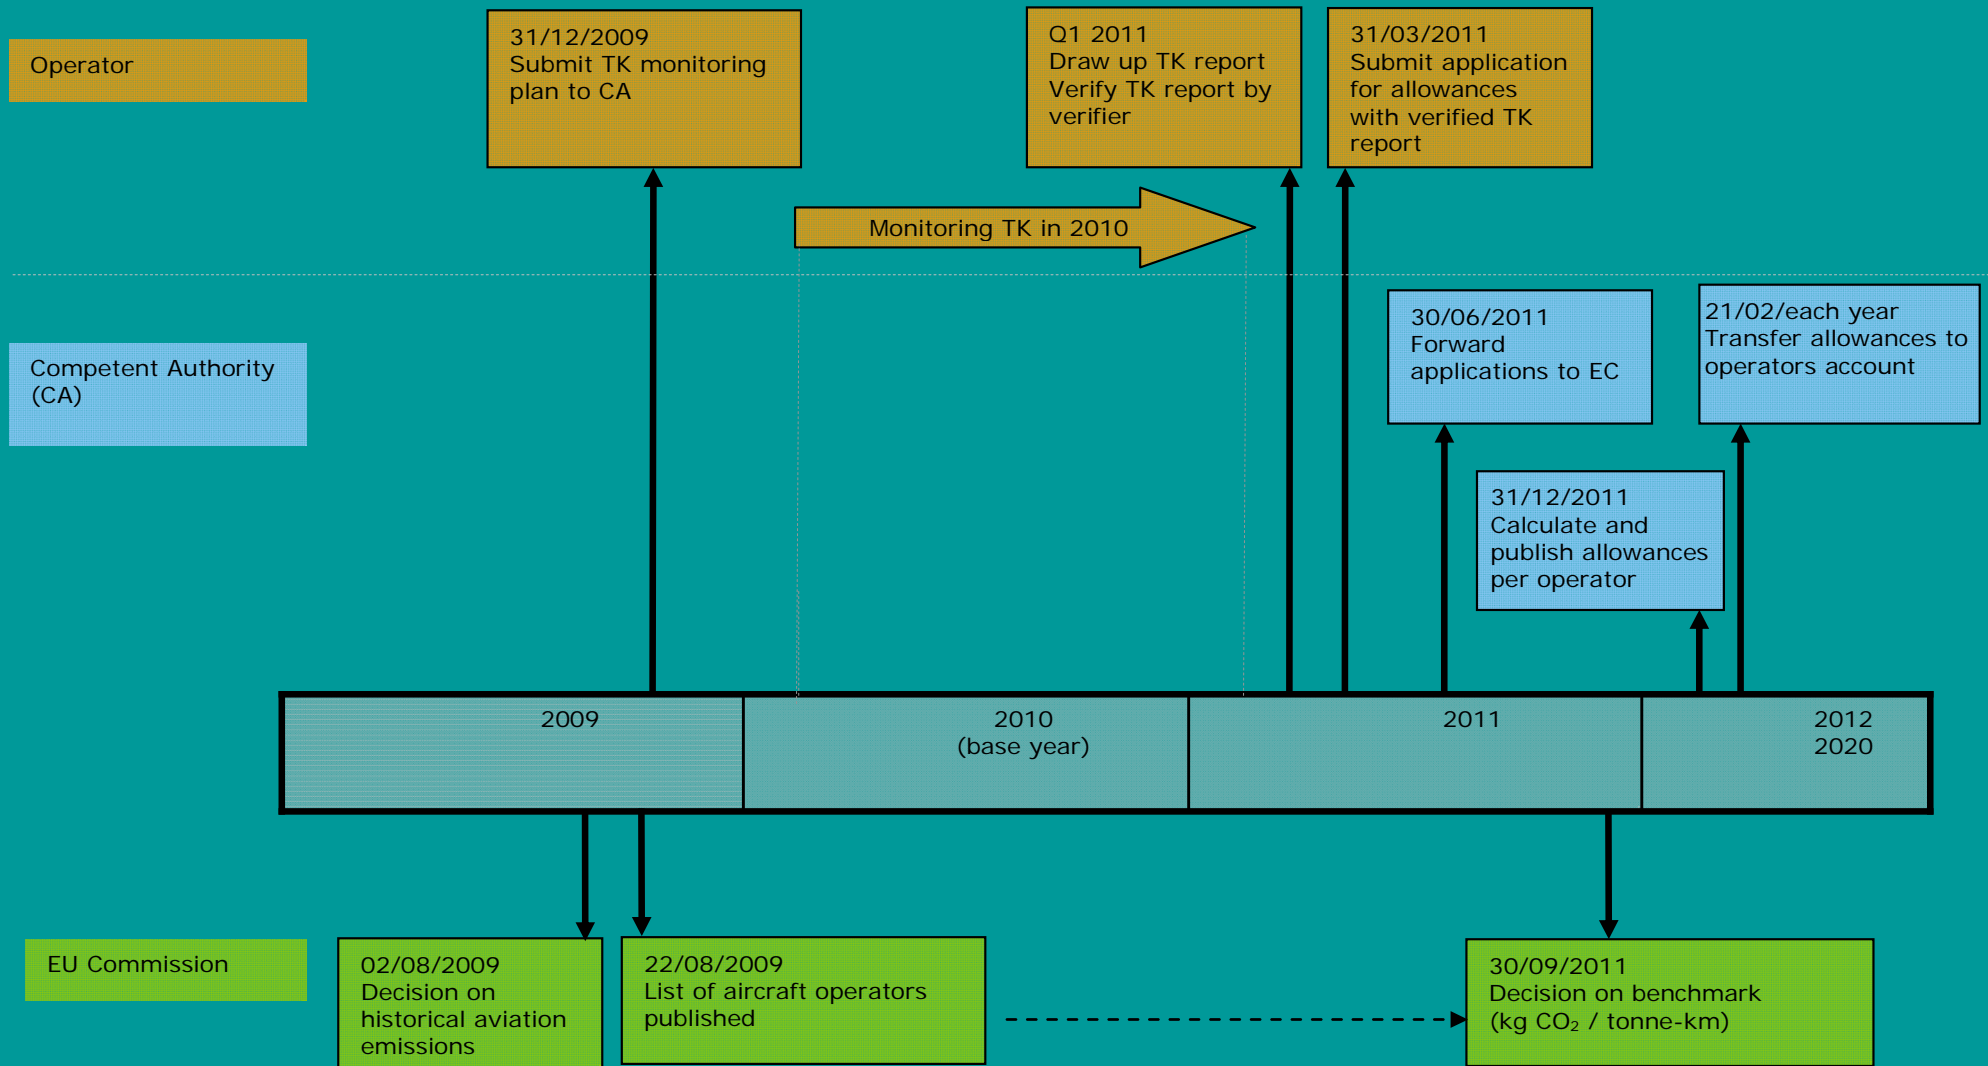 Operator
31/12/2009
Submit TK monitoring
plan to CA
Q1 2011
Draw up TK report
Verify TK report by
verifier
31/03/2011
Submit application
for allowances
with verified TK
report
Monitoring TK in 2010
Competent Authority
(CA)
30/06/2011
Forward
applications to EC
21/02/each year
Transfer allowances to
operators account
31/12/2011
Calculate and
publish allowances
per operator
2009
2010
(base year)
2011
2012
2020
EU Commission
02/08/2009
Decision on
historical aviation
emissions
22/08/2009
List of aircraft operators
published
30/09/2011
Decision on benchmark
(kg CO₂ / tonne-km)